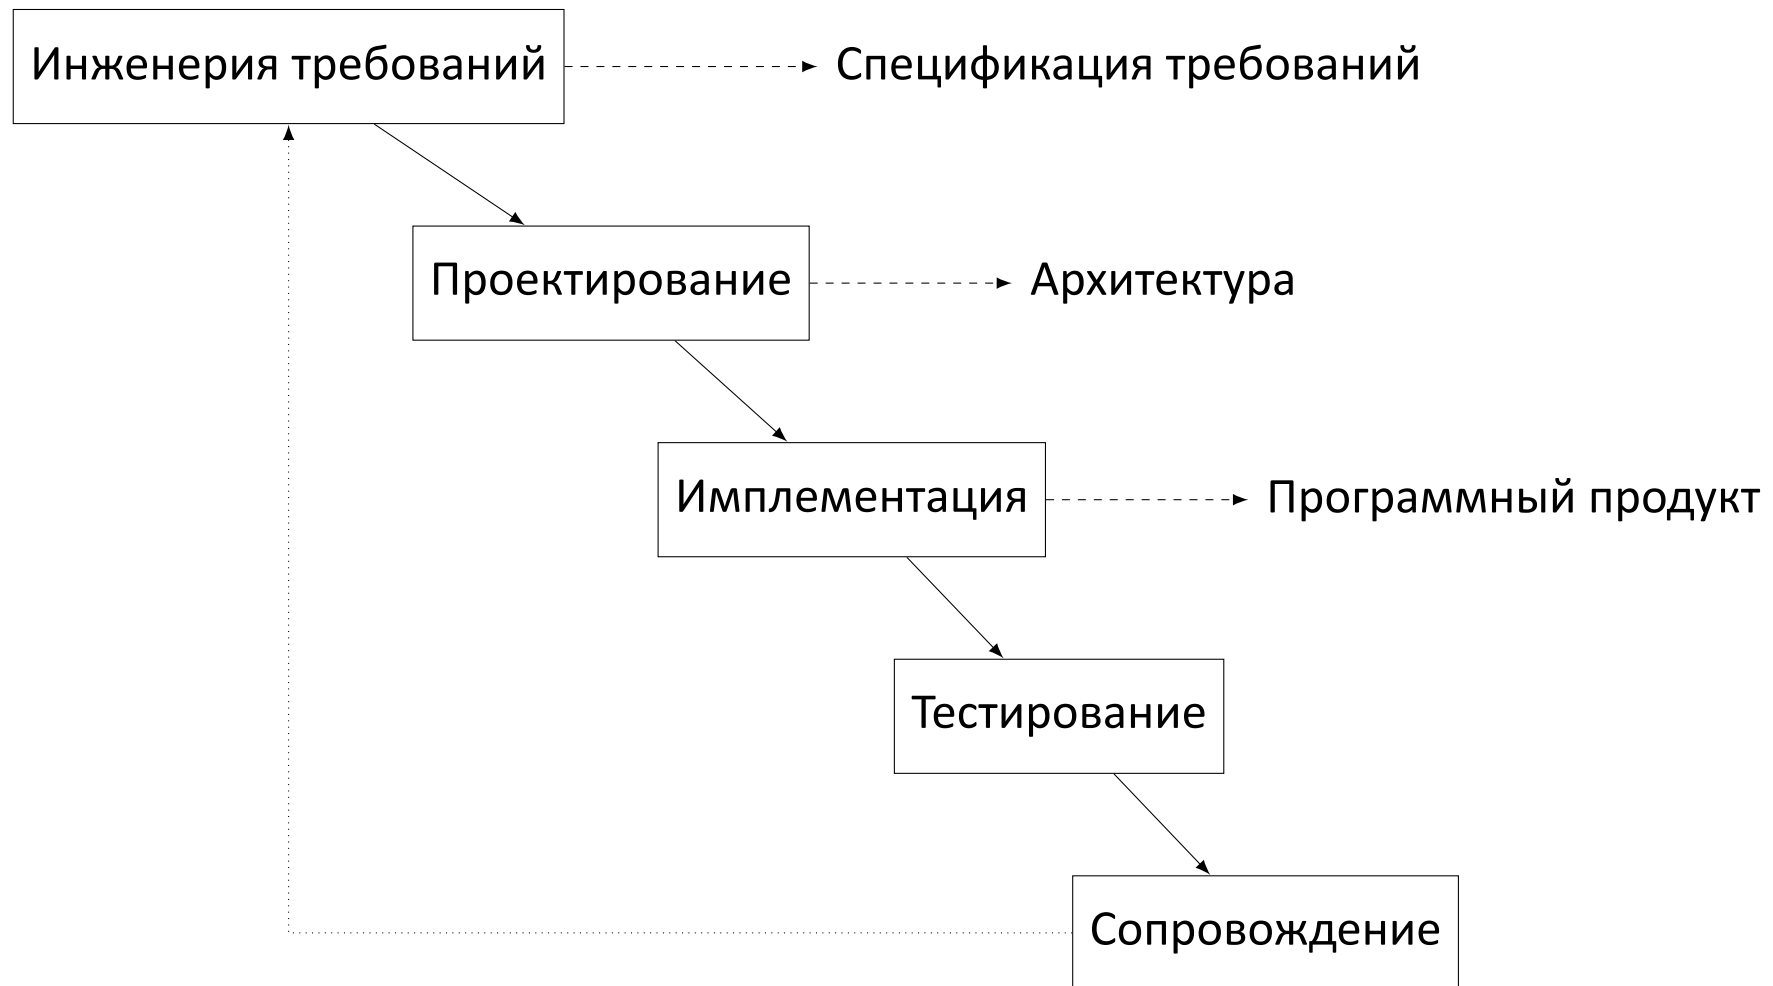 Инженерия требований
Спецификация требований
Проектирование
Архитектура
Имплементация
Программный продукт
Тестирование
Сопровождение